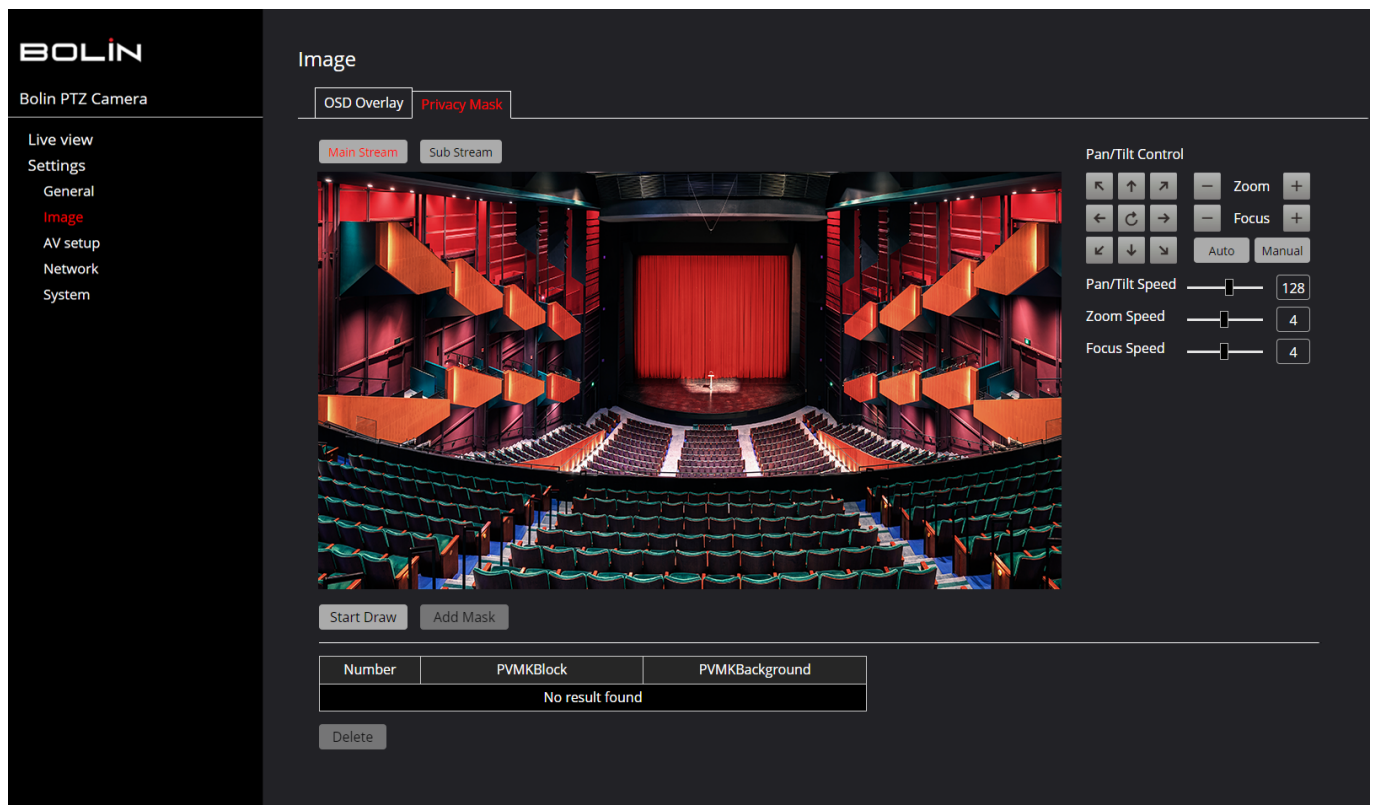 BOLIN
Bolin PTZ Camera
Live view
Settings
General
Image
AV setup
Network
System
Image
OSD Overlay Privacy Mask
Main Stream Sub Stream
Pan/Tilt Control
− Zoom +
− Focus +
Auto Manual
Pan/Tilt Speed 128
Zoom Speed 4
Focus Speed 4
Start Draw Add Mask
Number PVMKBlock PVMKBackground
No result found
Delete